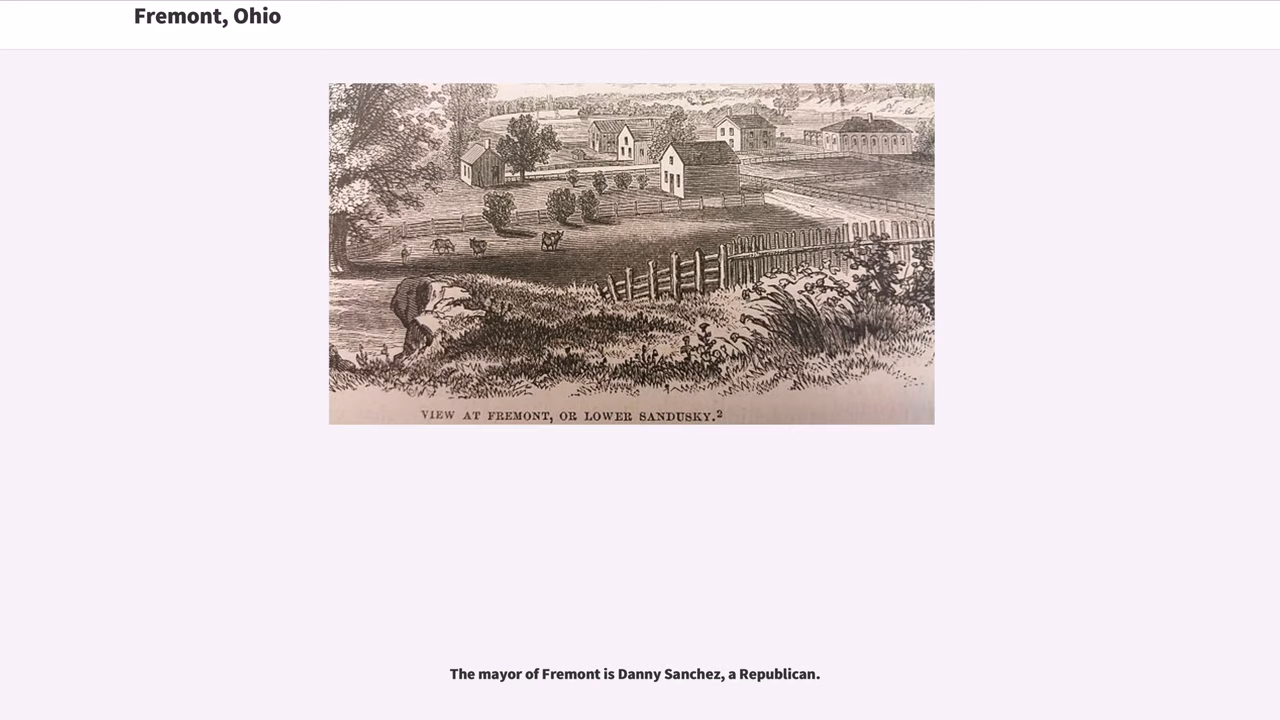 Fremont, Ohio
VIEW AT FREMONT, OR LOWER SANDUSKY.2
The mayor of Fremont is Danny Sanchez, a Republican.